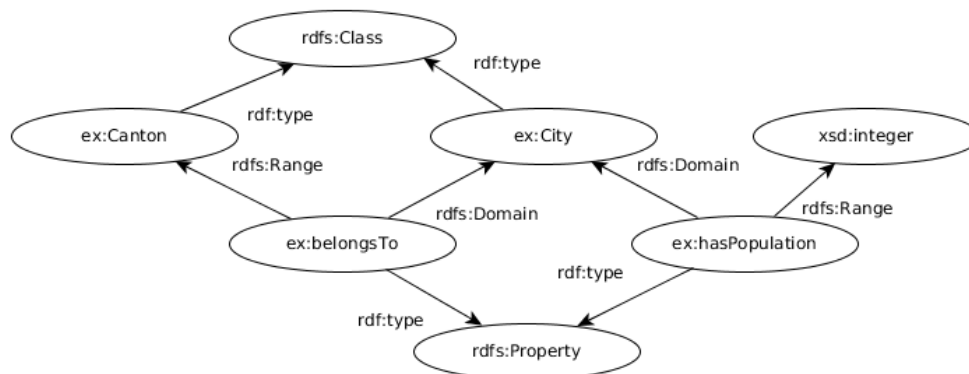 rdfs:Class
rdf:type
rdf:type
ex:Canton
ex:City
xsd:integer
rdfs:Range
rdfs:Domain
rdfs:Domain
rdfs:Range
ex:belongsTo
ex:hasPopulation
rdf:type
rdf:type
rdfs:Property